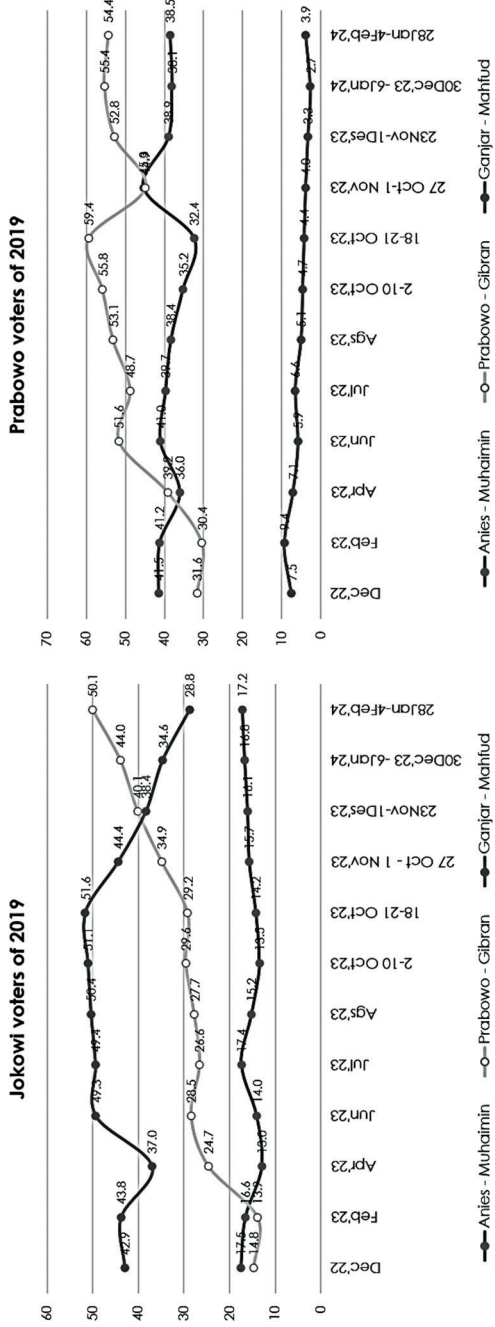 Jokowi voters of 2019
60
50
40
30
20
10
0
42.9 43.8 37.0 49.3 49.4 50.4 51.1 51.6 44.4 38.4 34.6 28.8
14.8 13.9 24.7 28.5 26.6 27.7 29.6 29.2 34.9 40.1 44.0 50.1
17.5 16.6 13.0 14.0 17.4 15.2 13.5 14.2 15.7 16.1 16.8 17.2
Dec'22
Feb'23
Apr'23
Jun'23
Jul'23
Ags'23
2-10 Oct'23
18-21 Oct'23
27 Oct - 1 Nov'23
23Nov-1Des'23
30Dec'23 -6Jan'24
28Jan-4Feb'24
Anies - Muhaimin Prabowo - Gibran Ganjar - Mahfud
Prabowo voters of 2019
70
60
50
40
30
20
10
0
31.6 30.4 39.2 51.6 48.7 53.1 55.8 59.4 52.8 55.4 54.4
41.5 41.2 36.0 41.0 39.7 38.4 35.2 32.4 38.9 38.1 38.5
7.5 9.4 7.1 5.9 6.6 5.1 4.7 4.4 4.0 3.3 2.7 3.9
Dec'22
Feb'23
Apr'23
Jun'23
Jul'23
Ags'23
2-10 Oct'23
18-21 Oct'23
27 Oct-1 Nov'23
23Nov-1Des'23
30Dec'23 -6Jan'24
28Jan-4Feb'24
Anies - Muhaimin Prabowo - Gibran Ganjar - Mahfud